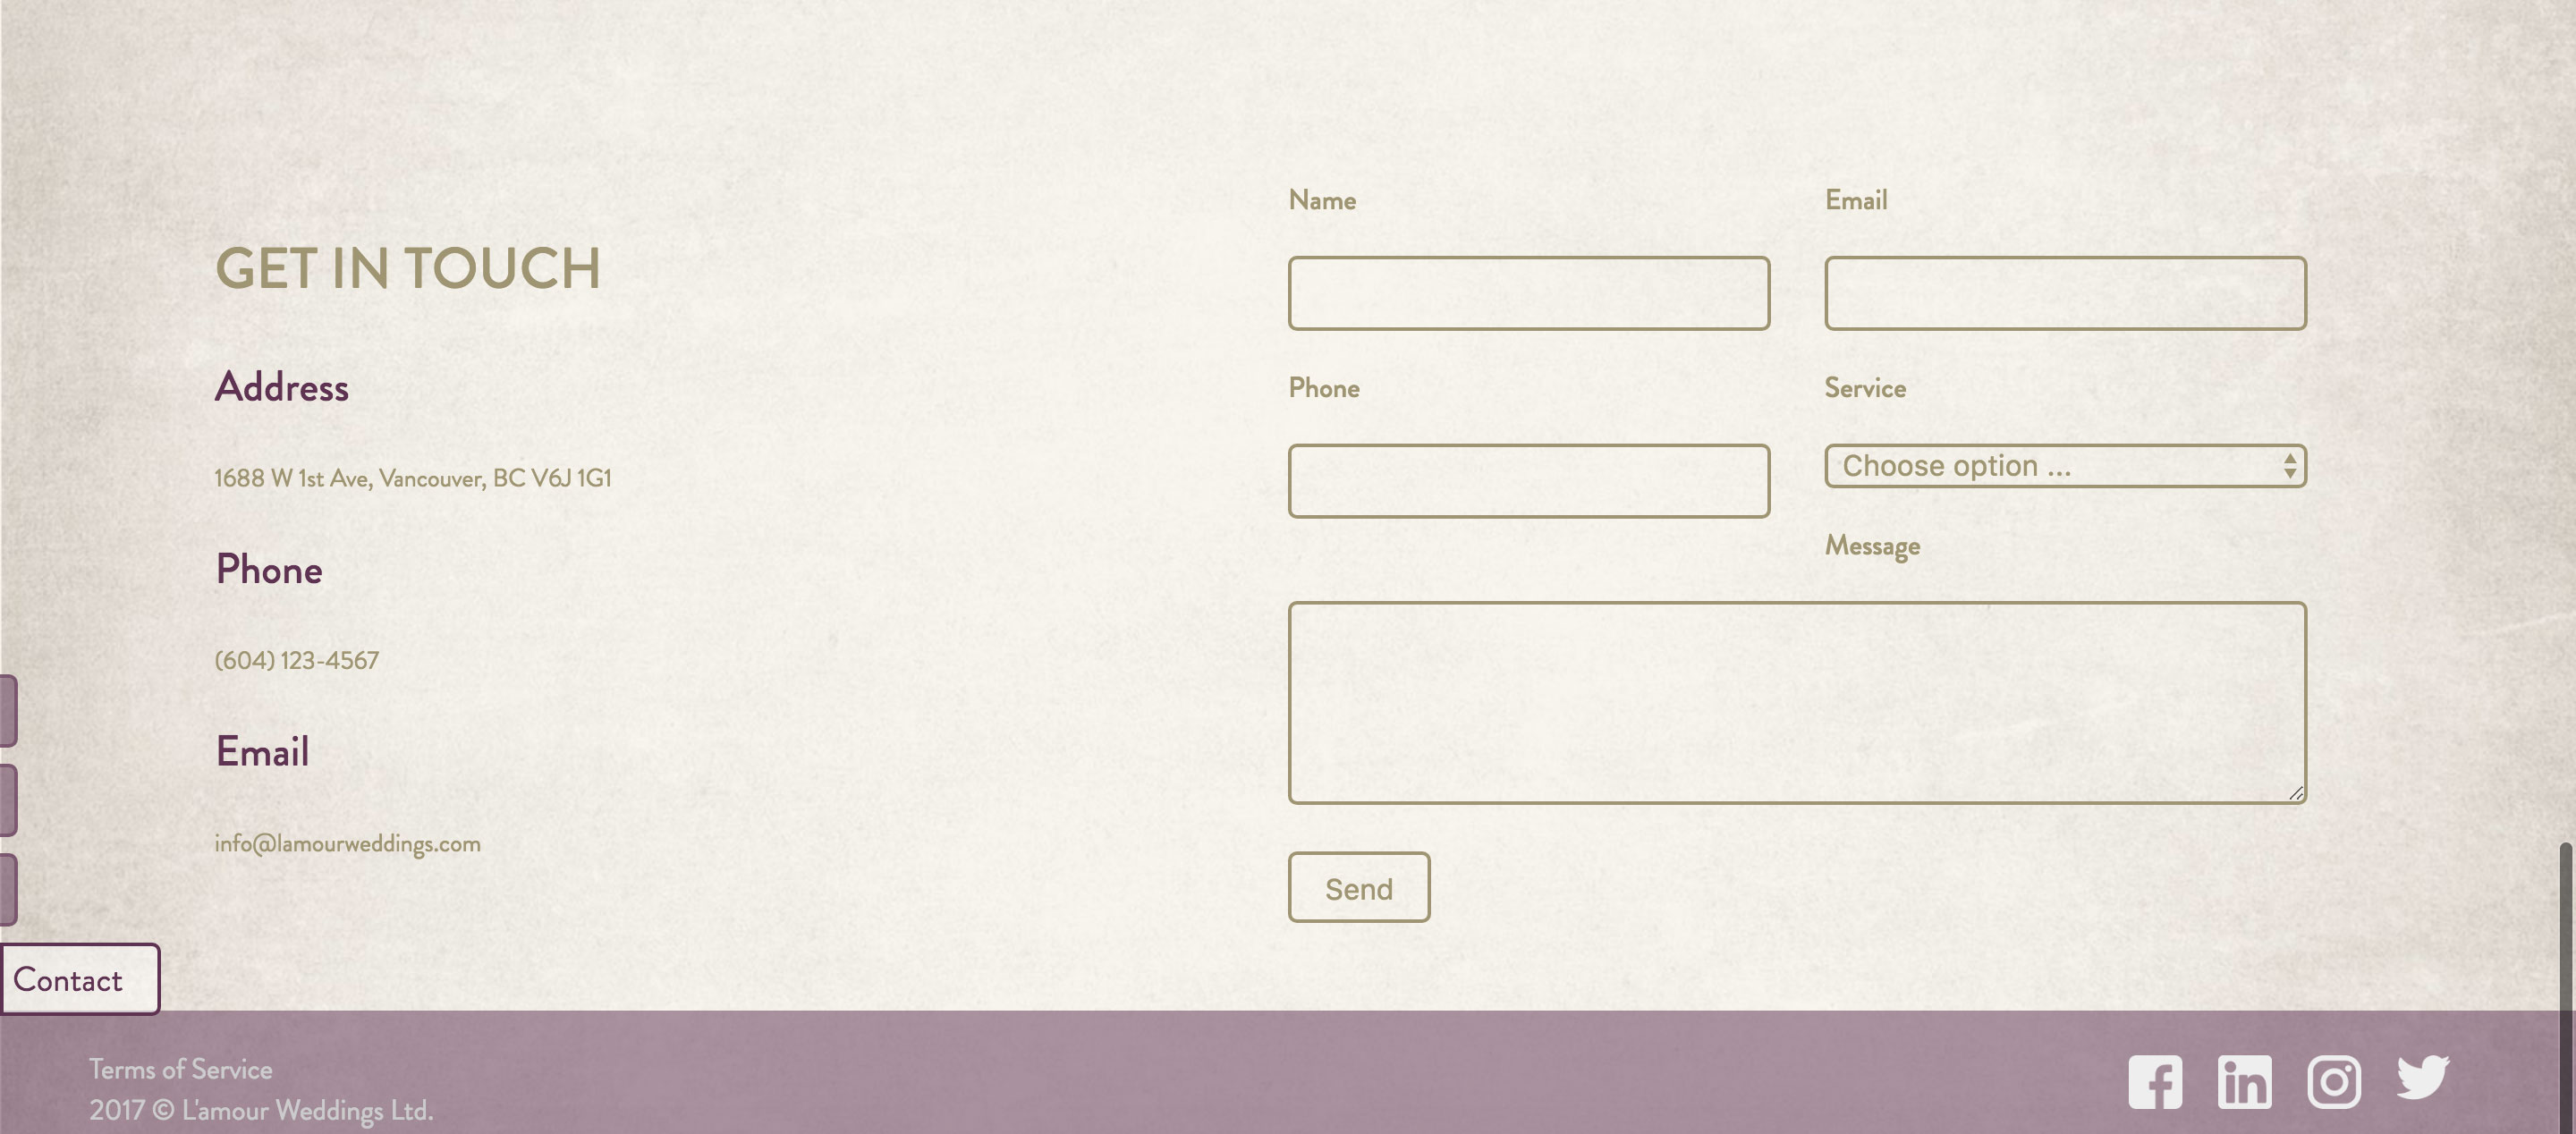 GET IN TOUCH
Address
1688 W 1st Ave, Vancouver, BC V6J 1G1
Phone
(604) 123-4567
Email
info@lamourweddings.com
Name
Email
Phone
Service
Choose option ...
Message
Send
Contact
Terms of Service
2017 © L'amour Weddings Ltd.
f
in